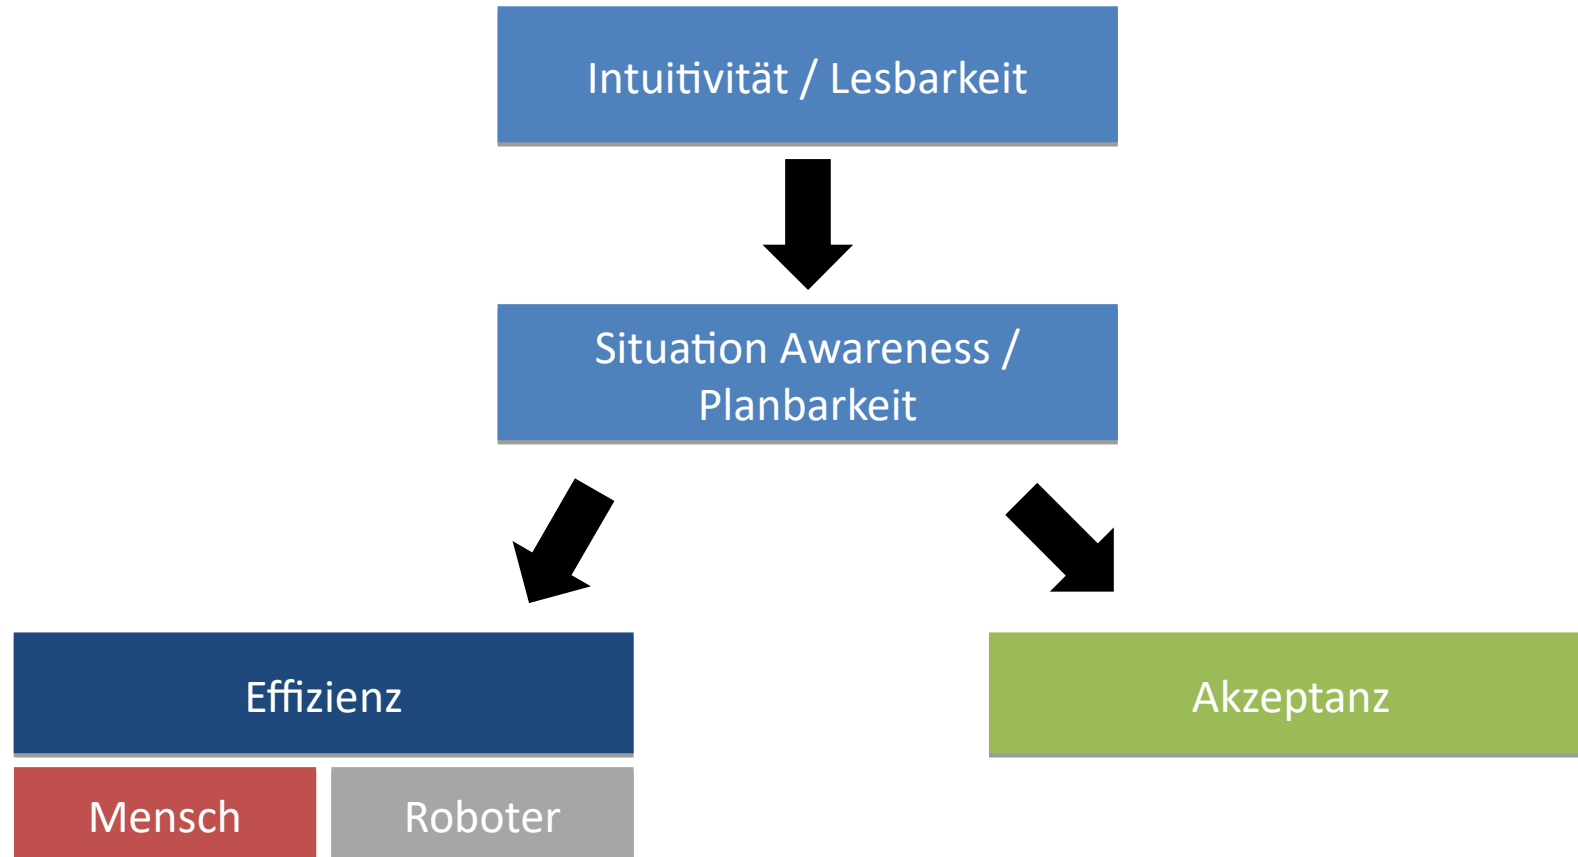 Intuitivität / Lesbarkeit
Situation Awareness /
Planbarkeit
Effizienz
Akzeptanz
Mensch
Roboter